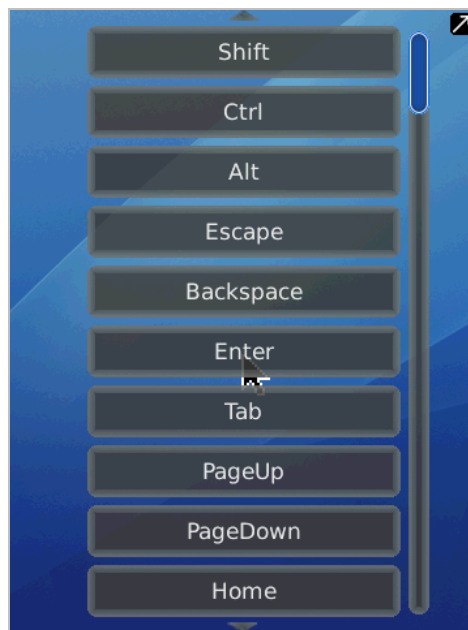 Shift
Ctrl
Alt
Escape
Backspace
Enter
Tab
PageUp
PageDown
Home